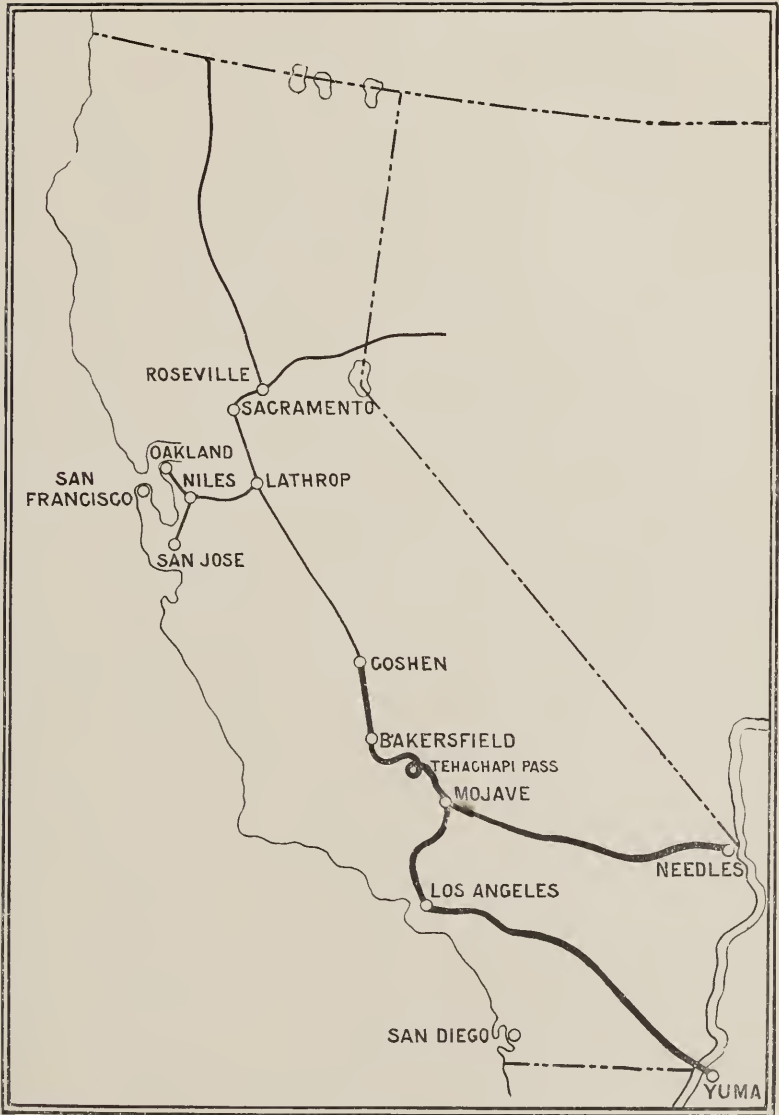 ROSEVILLE
SACRAMENTO
OAKLAND
SAN
FRANCISCO
NILES
LATHROP
SAN JOSE
GOSHEN
BAKERSFIELD
TEHACHAPI PASS
MOJAVE
NEEDLES
LOS ANGELES
SAN DIEGO
YUMA